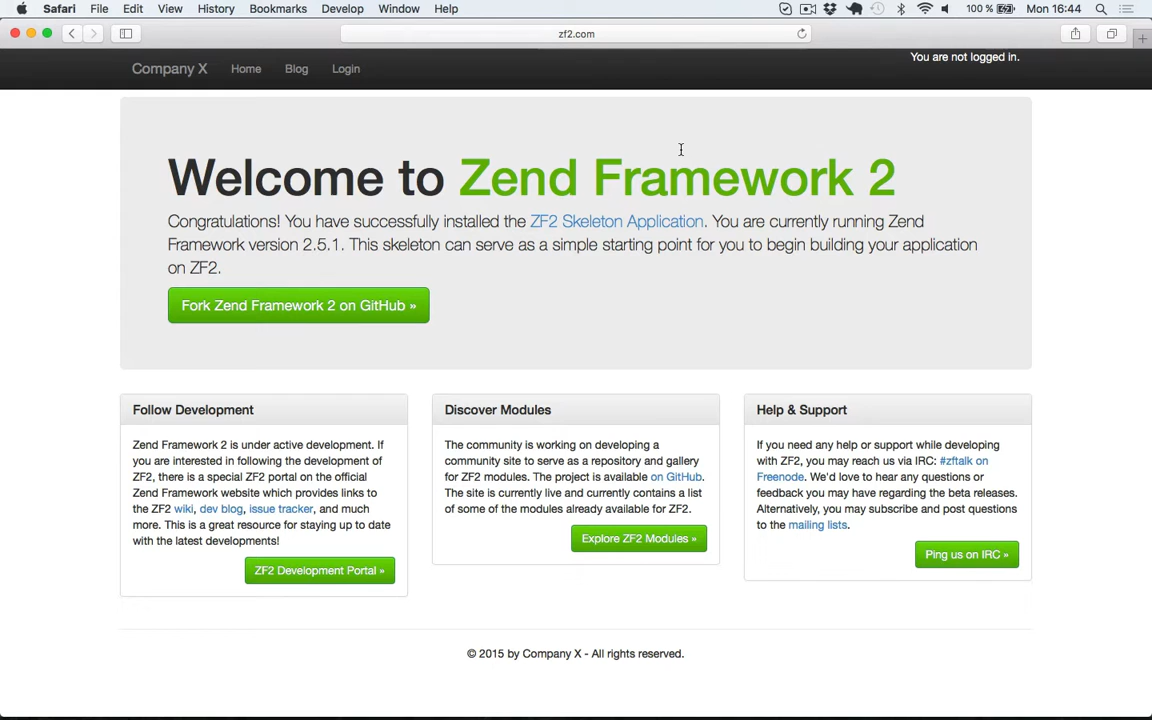 Safari File Edit View History Bookmarks Develop Window Help 100 % Mon 16:44
zf2.com
Company X Home Blog Login You are not logged in.
Welcome to Zend Framework 2
Congratulations! You have successfully installed the ZF2 Skeleton Application. You are currently running Zend
Framework version 2.5.1. This skeleton can serve as a simple starting point for you to begin building your application
on ZF2.
Fork Zend Framework 2 on GitHub »
Follow Development
Zend Framework 2 is under active development. If
you are interested in following the development of
ZF2, there is a special ZF2 portal on the official
Zend Framework website which provides links to
the ZF2 wiki, dev blog, issue tracker, and much
more. This is a great resource for staying up to date
with the latest developments!
ZF2 Development Portal »
Discover Modules
The community is working on developing a
community site to serve as a repository and gallery
for ZF2 modules. The project is available on GitHub.
The site is currently live and currently contains a list
of some of the modules already available for ZF2.
Explore ZF2 Modules »
Help & Support
If you need any help or support while developing
with ZF2, you may reach us via IRC: #zftalk on
Freenode. We'd love to hear any questions or
feedback you may have regarding the beta releases.
Alternatively, you may subscribe and post questions
to the mailing lists.
Ping us on IRC »
© 2015 by Company X - All rights reserved.